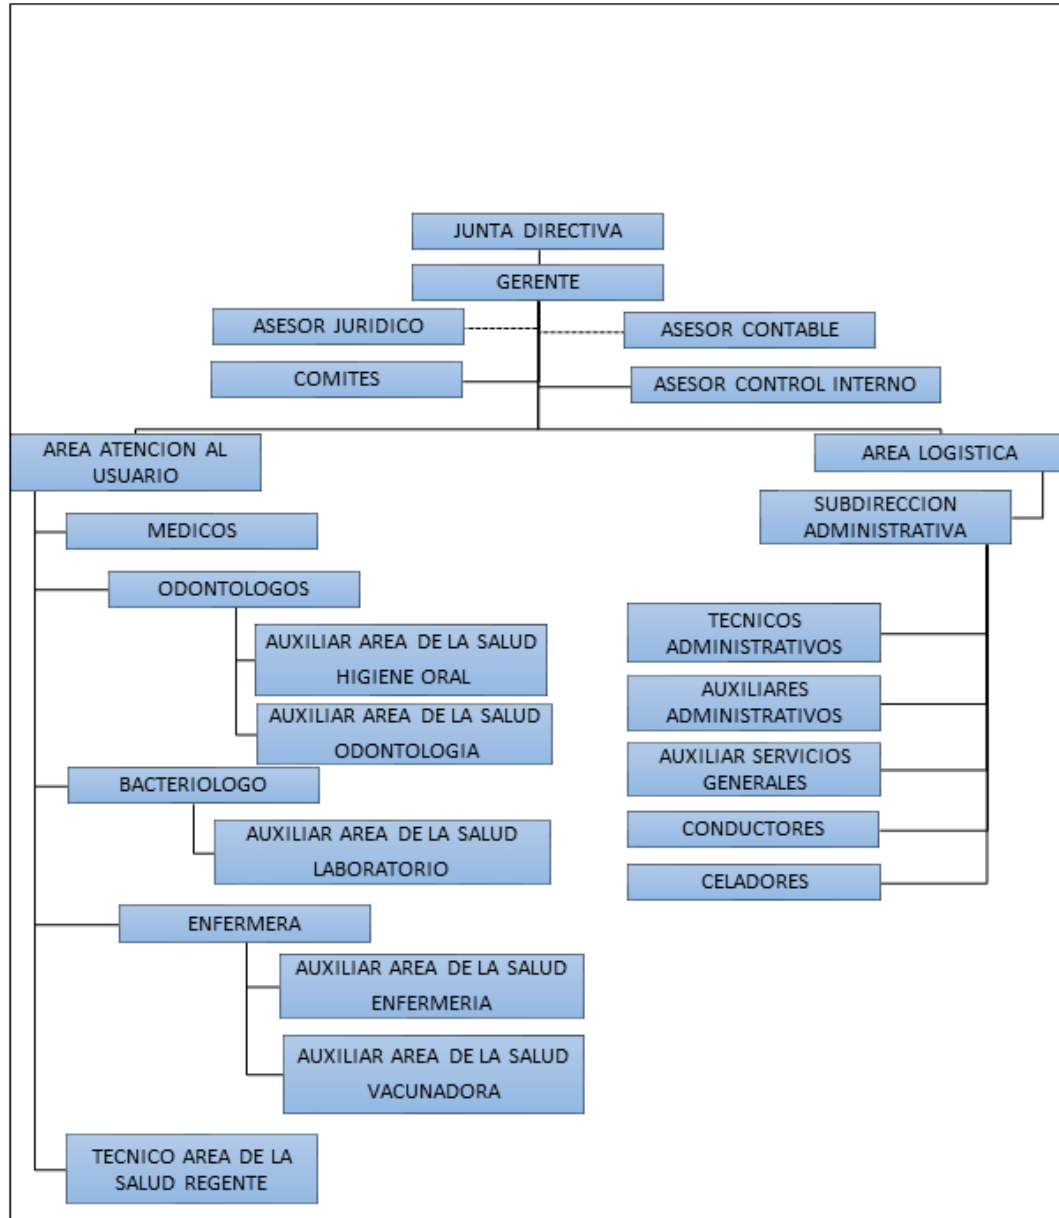 JUNTA DIRECTIVA
GERENTE
ASESOR JURIDICO
ASESOR CONTABLE
COMITES
ASESOR CONTROL INTERNO
AREA ATENCION AL
USUARIO
MEDICOS
ODONTOLOGOS
AUXILIAR AREA DE LA SALUD
HIGIENE ORAL
AUXILIAR AREA DE LA SALUD
ODONTOLOGIA
BACTERIOLOGO
AUXILIAR AREA DE LA SALUD
LABORATORIO
ENFERMERA
AUXILIAR AREA DE LA SALUD
ENFERMERIA
AUXILIAR AREA DE LA SALUD
VACUNADORA
TECNICO AREA DE LA
SALUD REGENTE
AREA LOGISTICA
SUBDIRECCION
ADMINISTRATIVA
TECNICOS
ADMINISTRATIVOS
AUXILIARES
ADMINISTRATIVOS
AUXILIAR SERVICIOS
GENERALES
CONDUCTORES
CELADORES